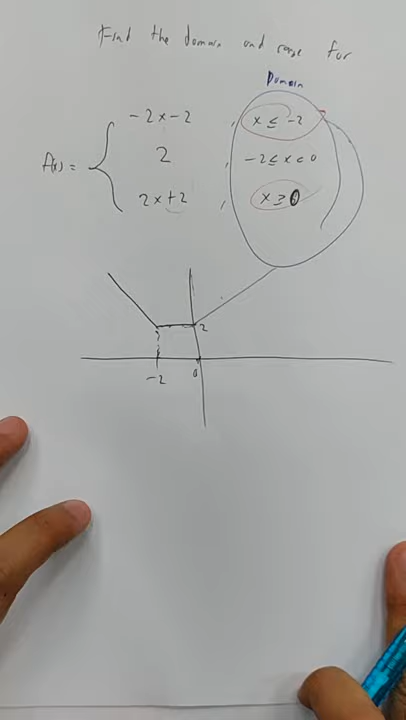 Find the domain and range for
Domain
-2x-2 , x ≤ -2
f(x) = { 2 -2 ≤ x < 0
2x+2 , x ≥ 0
2
-2 0